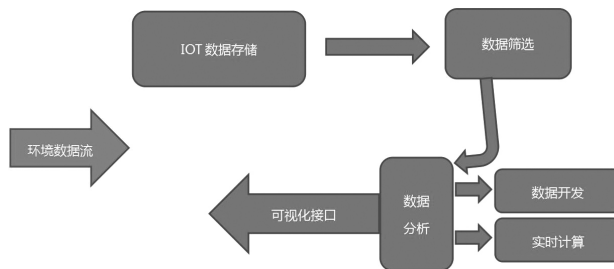 IOT 数据存储
数据筛选
环境数据流
可视化接口
数据
分析
数据开发
实时计算